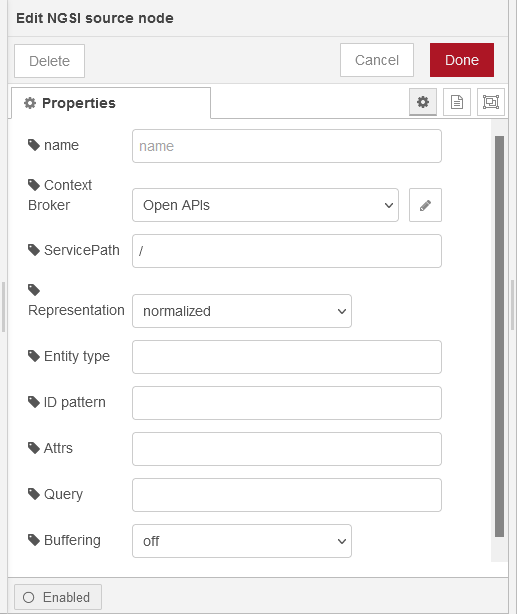 Edit NGSI source node
Delete
Cancel
Done
Properties
name
name
Context
Broker
Open APIs
ServicePath
/
Representation
normalized
Entity type
ID pattern
Attrs
Query
Buffering
off
Enabled